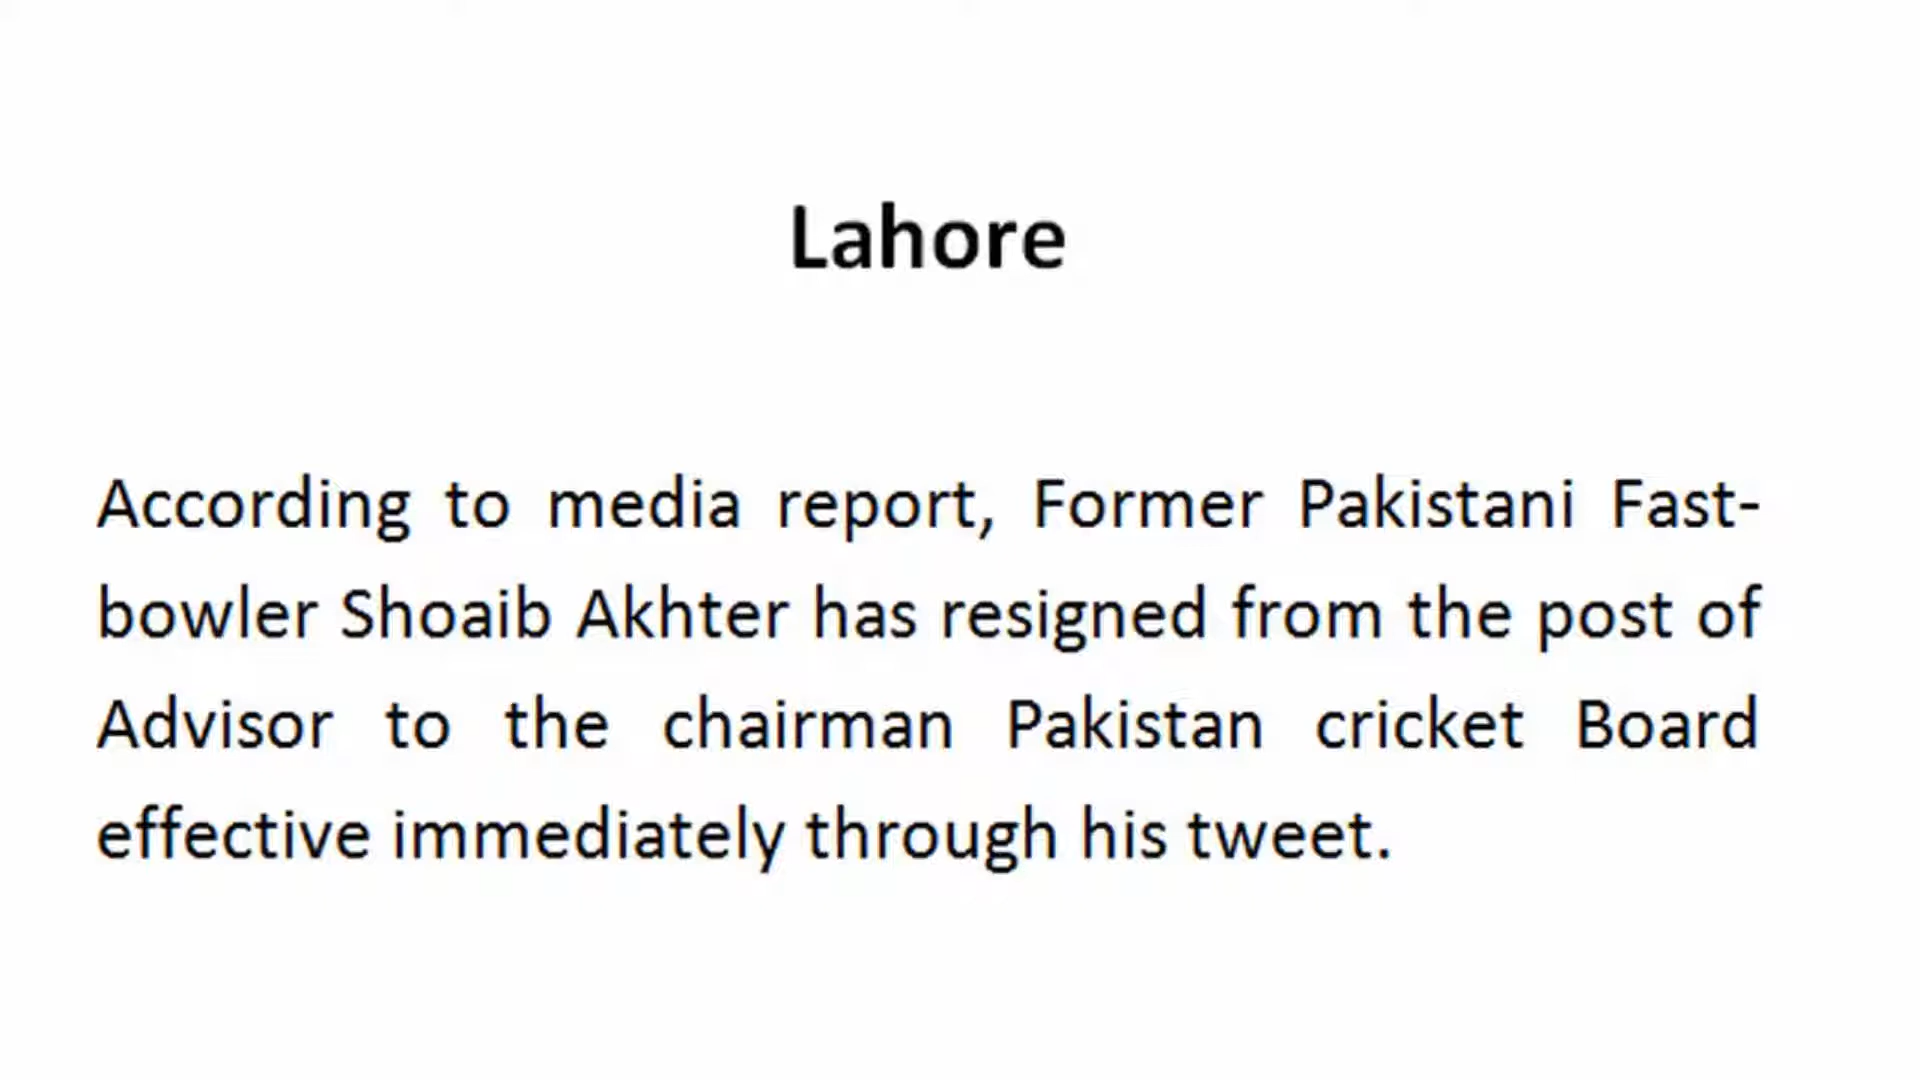 Lahore
According to media report, Former Pakistani Fast-
bowler Shoaib Akhter has resigned from the post of
Advisor to the chairman Pakistan cricket Board
effective immediately through his tweet.